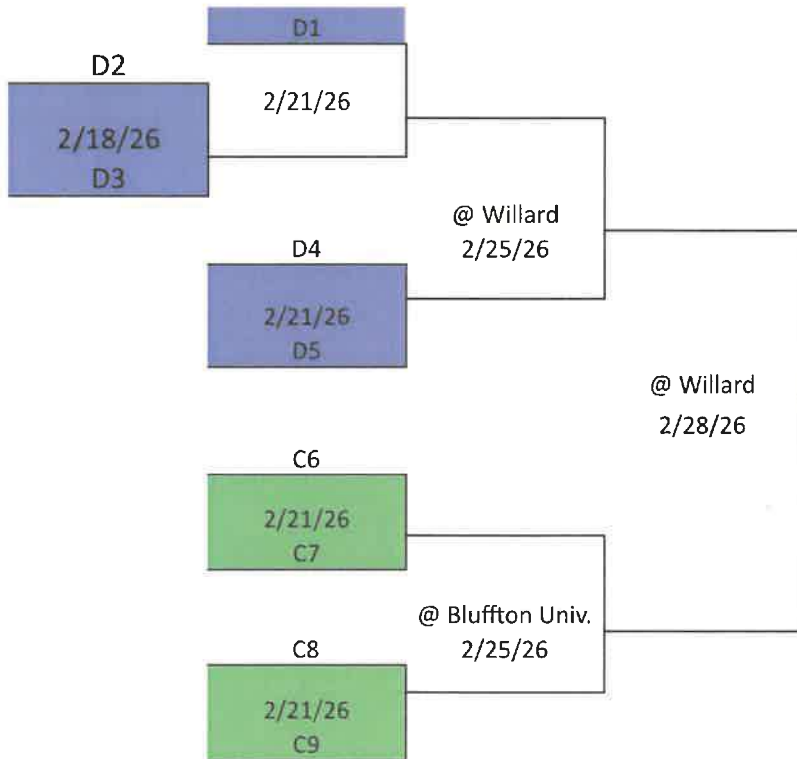 D1
D2
2/21/26
2/18/26
D3
@ Willard
2/25/26
D4
2/21/26
D5
@ Willard
2/28/26
C6
2/21/26
C7
@ Bluffton Univ.
2/25/26
C8
2/21/26
C9